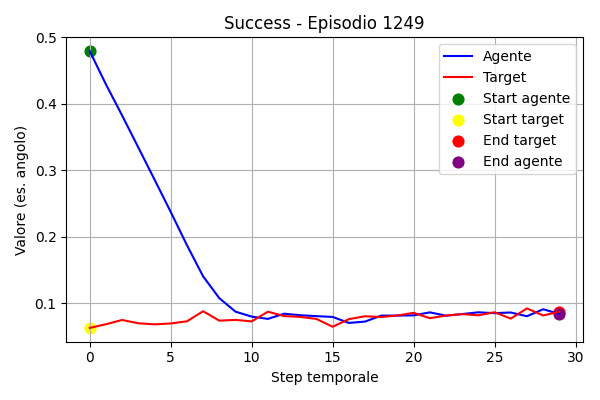 Success - Episodio 1249
Valore (es. angolo)
0.5
0.4
0.3
0.2
0.1
Agente
Target
Start agente
Start target
End target
End agente
0 5 10 15 20 25 30
Step temporale